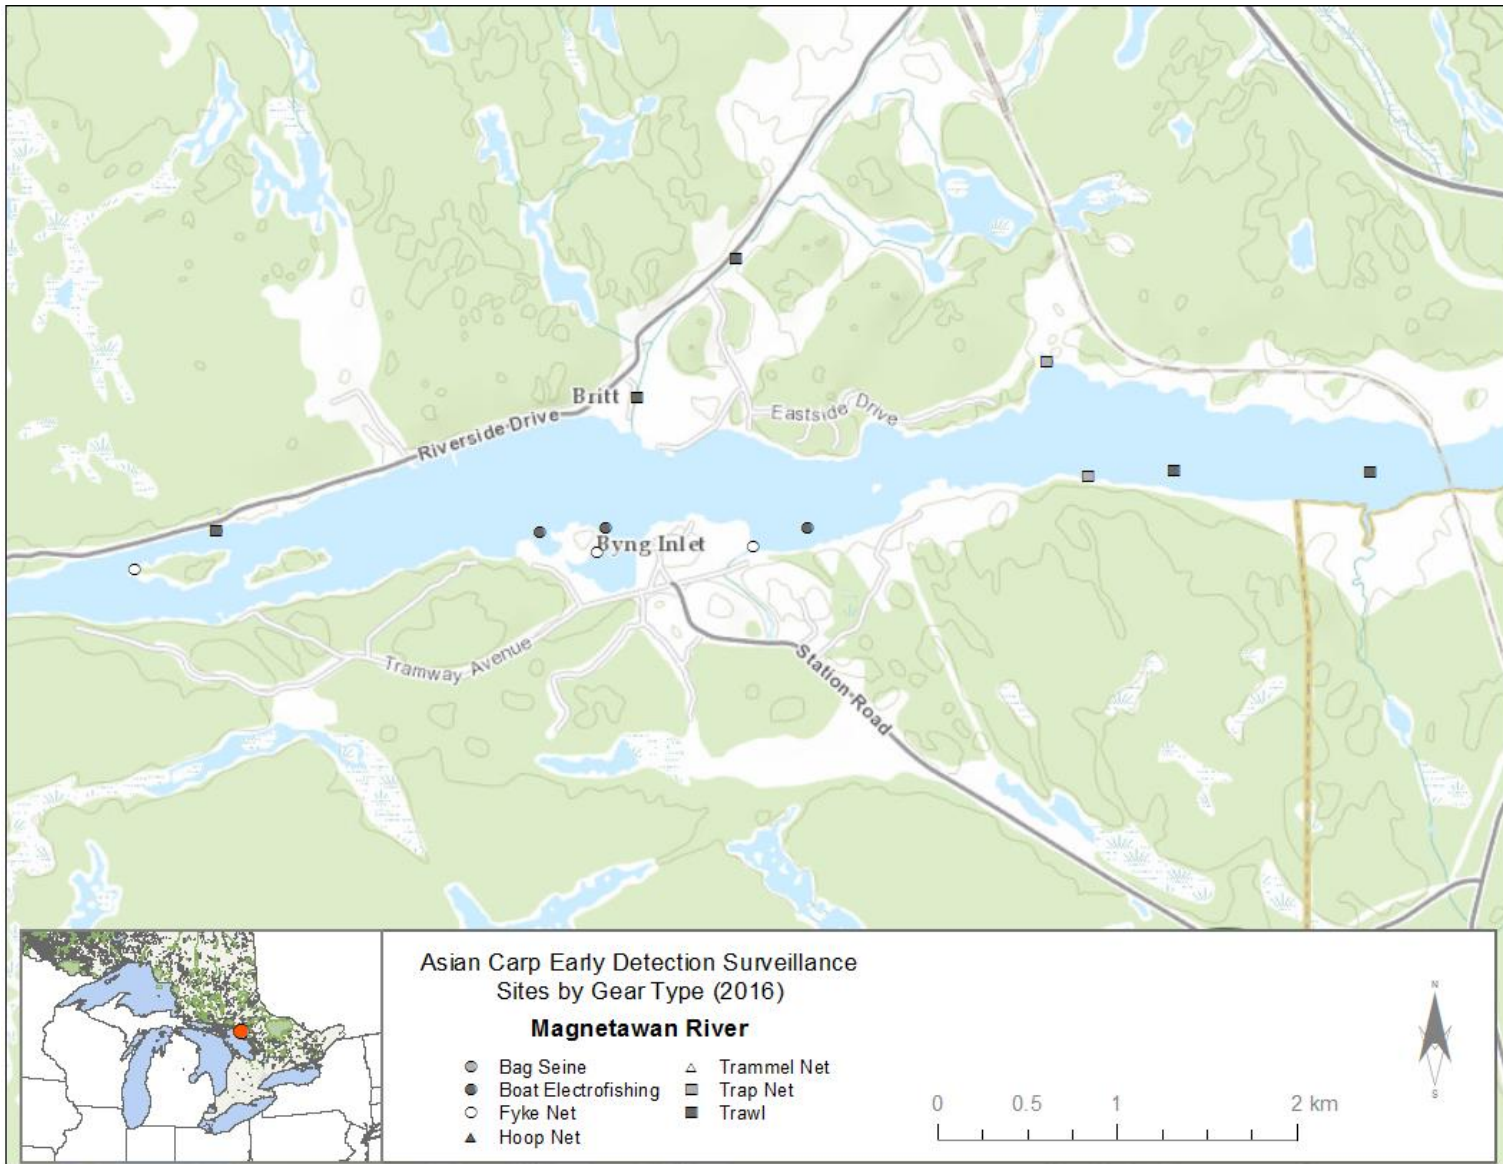 Britt
Riverside Drive
Eastside Drive
Byng Inlet
Tramway Avenue
Station Road
Asian Carp Early Detection Surveillance
Sites by Gear Type (2016)
Magnetawan River
Bag Seine
Boat Electrofishing
Fyke Net
Hoop Net
Trammel Net
Trap Net
Trawl
0 0.5 1 2 km
N
S